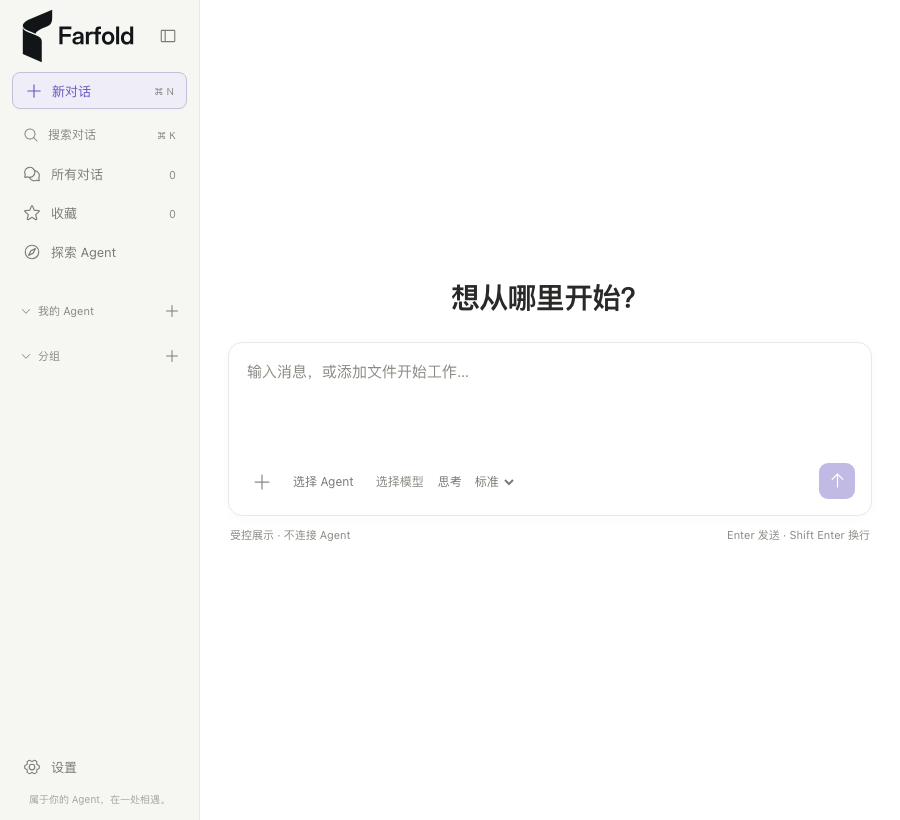 Farfold
新对话 ⌘ N
搜索对话 ⌘ K
所有对话 0
收藏 0
探索 Agent
我的 Agent
分组
设置
属于你的 Agent，在一处相遇。
想从哪里开始?
输入消息，或添加文件开始工作...
选择 Agent 选择模型 思考 标准
受控展示 · 不连接 Agent
Enter 发送 · Shift Enter 换行